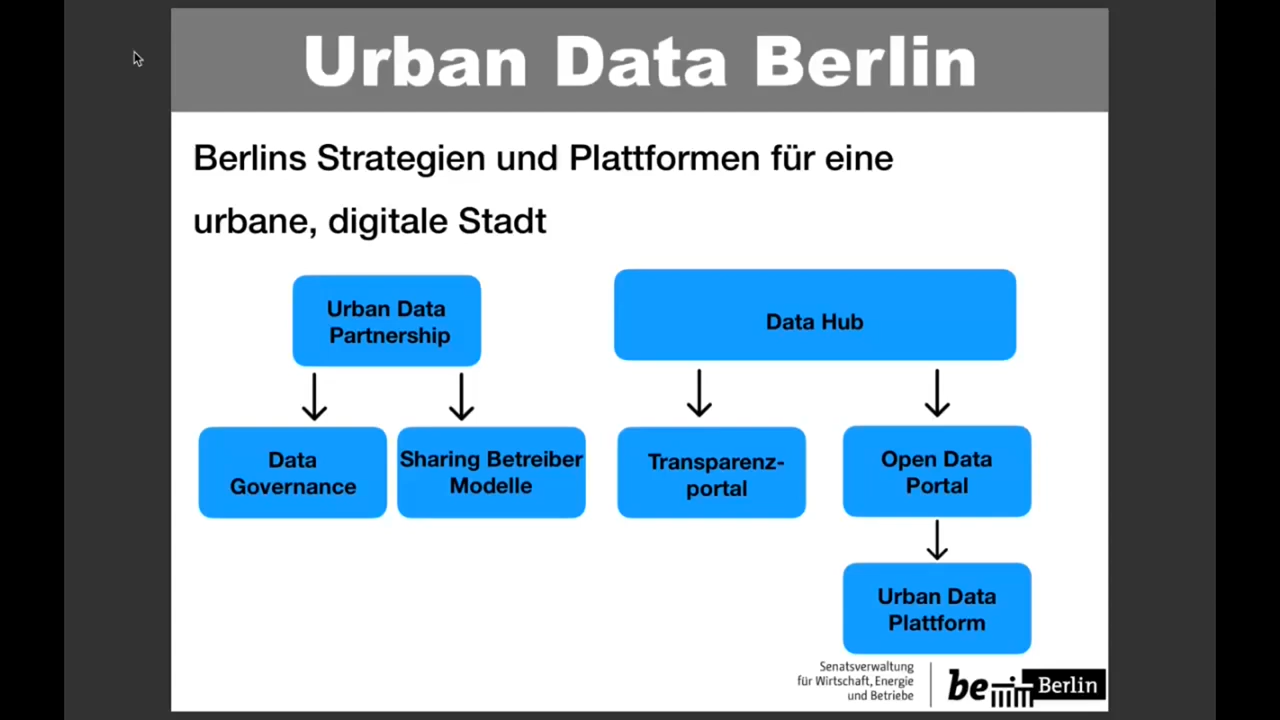 Urban Data Berlin
Berlins Strategien und Plattformen für eine
urbane, digitale Stadt
Urban Data
Partnership
Data Hub
Data
Governance
Sharing Betreiber
Modelle
Transparenz-
portal
Open Data
Portal
Urban Data
Plattform
Senatsverwaltung
für Wirtschaft, Energie
und Betriebe
be Berlin